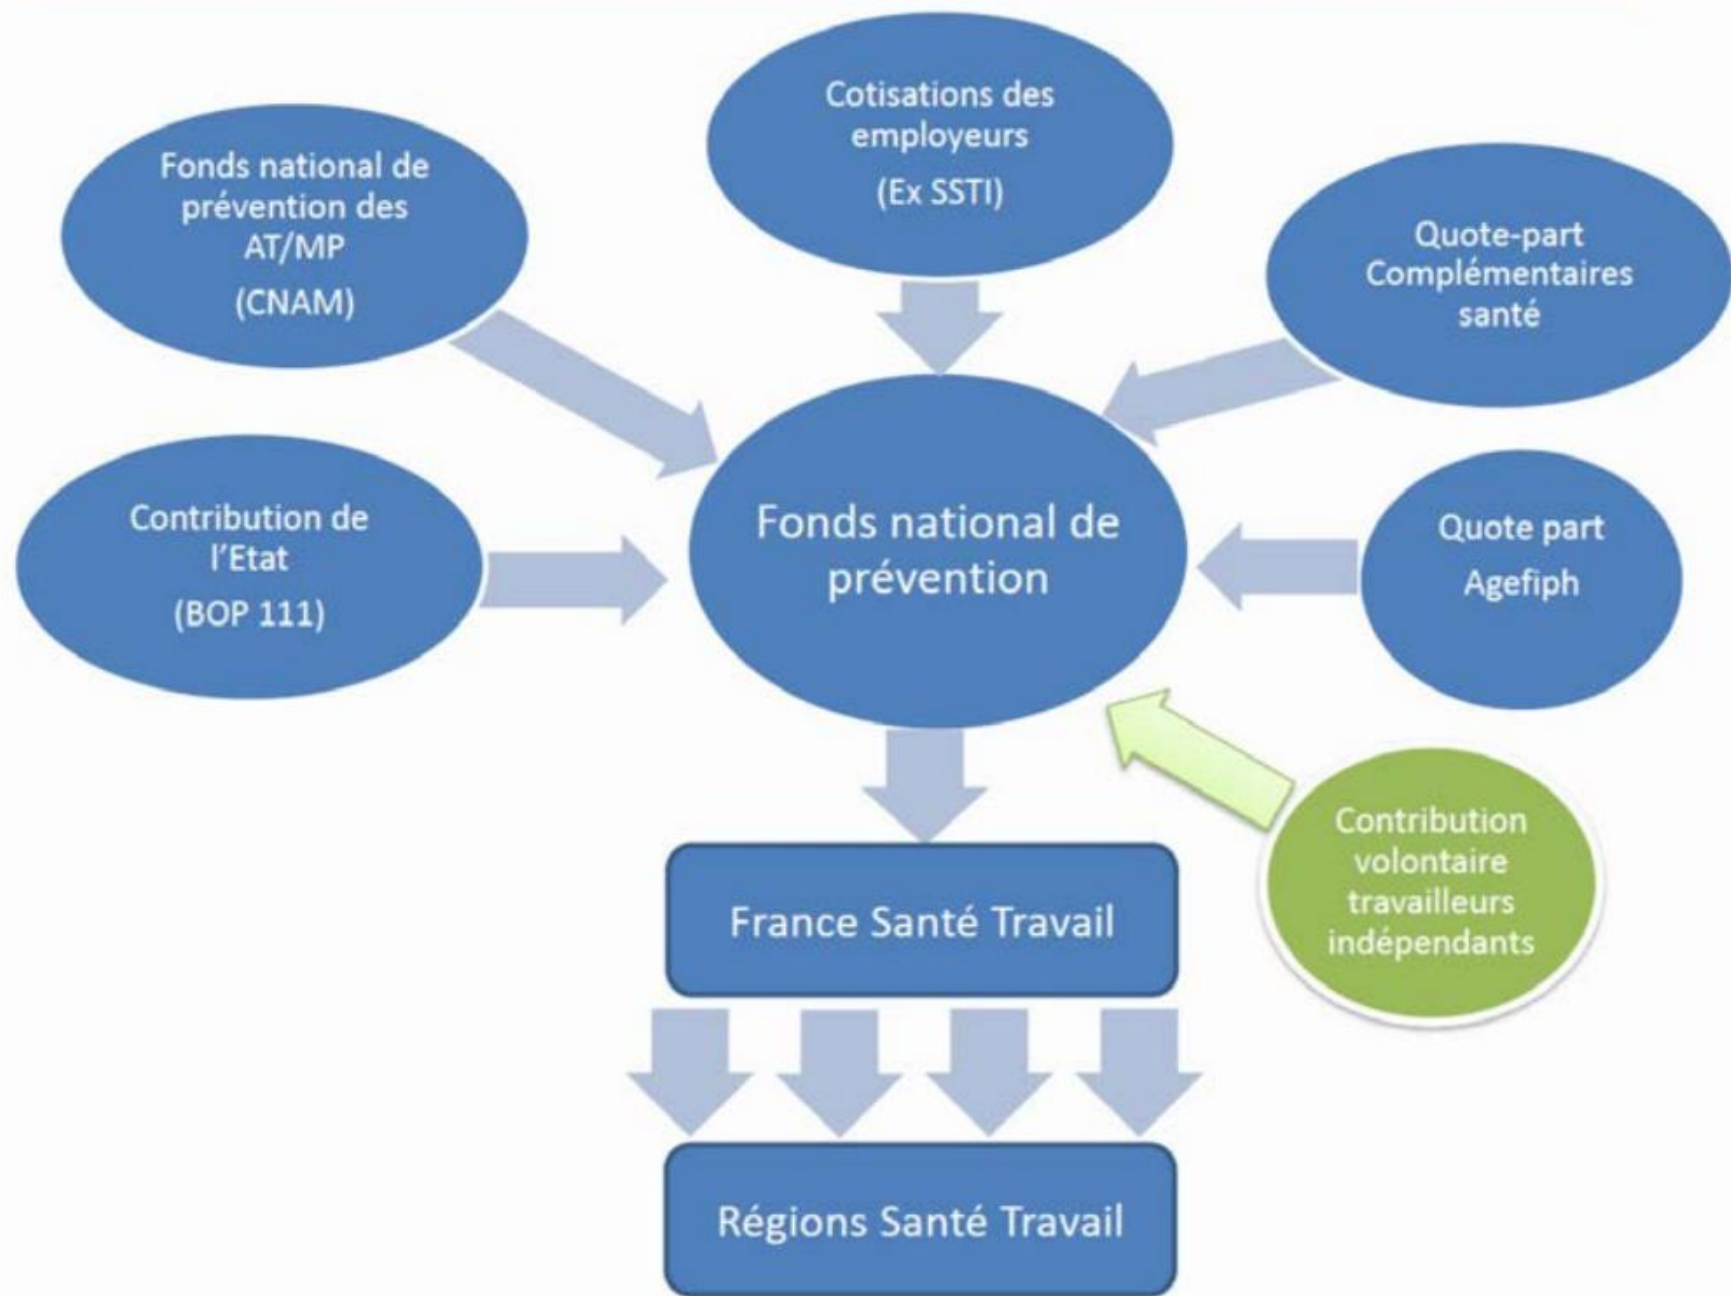 Cotisations des
employeurs
(Ex SSTI)
Fonds national de
prévention des
AT/MP
(CNAM)
Quote-part
Complémentaires
santé
Contribution de
l'Etat
(BOP 111)
Fonds national de
prévention
Quote part
Agefiph
Contribution
volontaire
travailleurs
indépendants
France Santé Travail
Régions Santé Travail